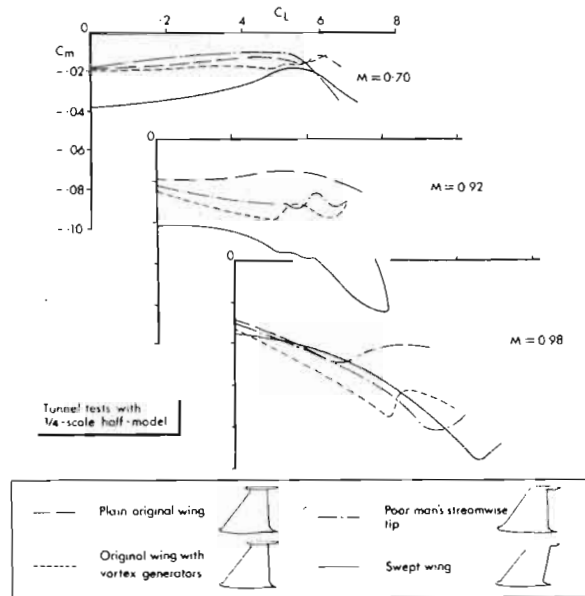 C_L
0 ·2 ·4 ·6 ·8
C_m
0
-·02
-·04
-·06
-·08
-·10
M = 0·70
0
M = 0·92
0
M = 0·98
Tunnel tests with
1/4-scale half-model
Plain original wing
Poor man's streamwise
tip
Original wing with
vortex generators
Swept wing